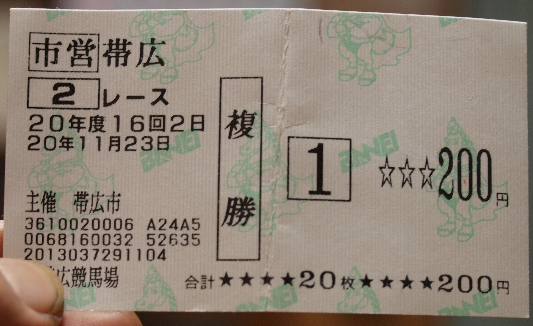 市営 帯広
2 レース
20年度16回2日
20年11月23日
主催 帯広市
3610020006 A24A5
0068160032 52635
2013037291104
広競馬場
複勝
1 ☆☆☆200円
合計★★★★20枚★★★★200円